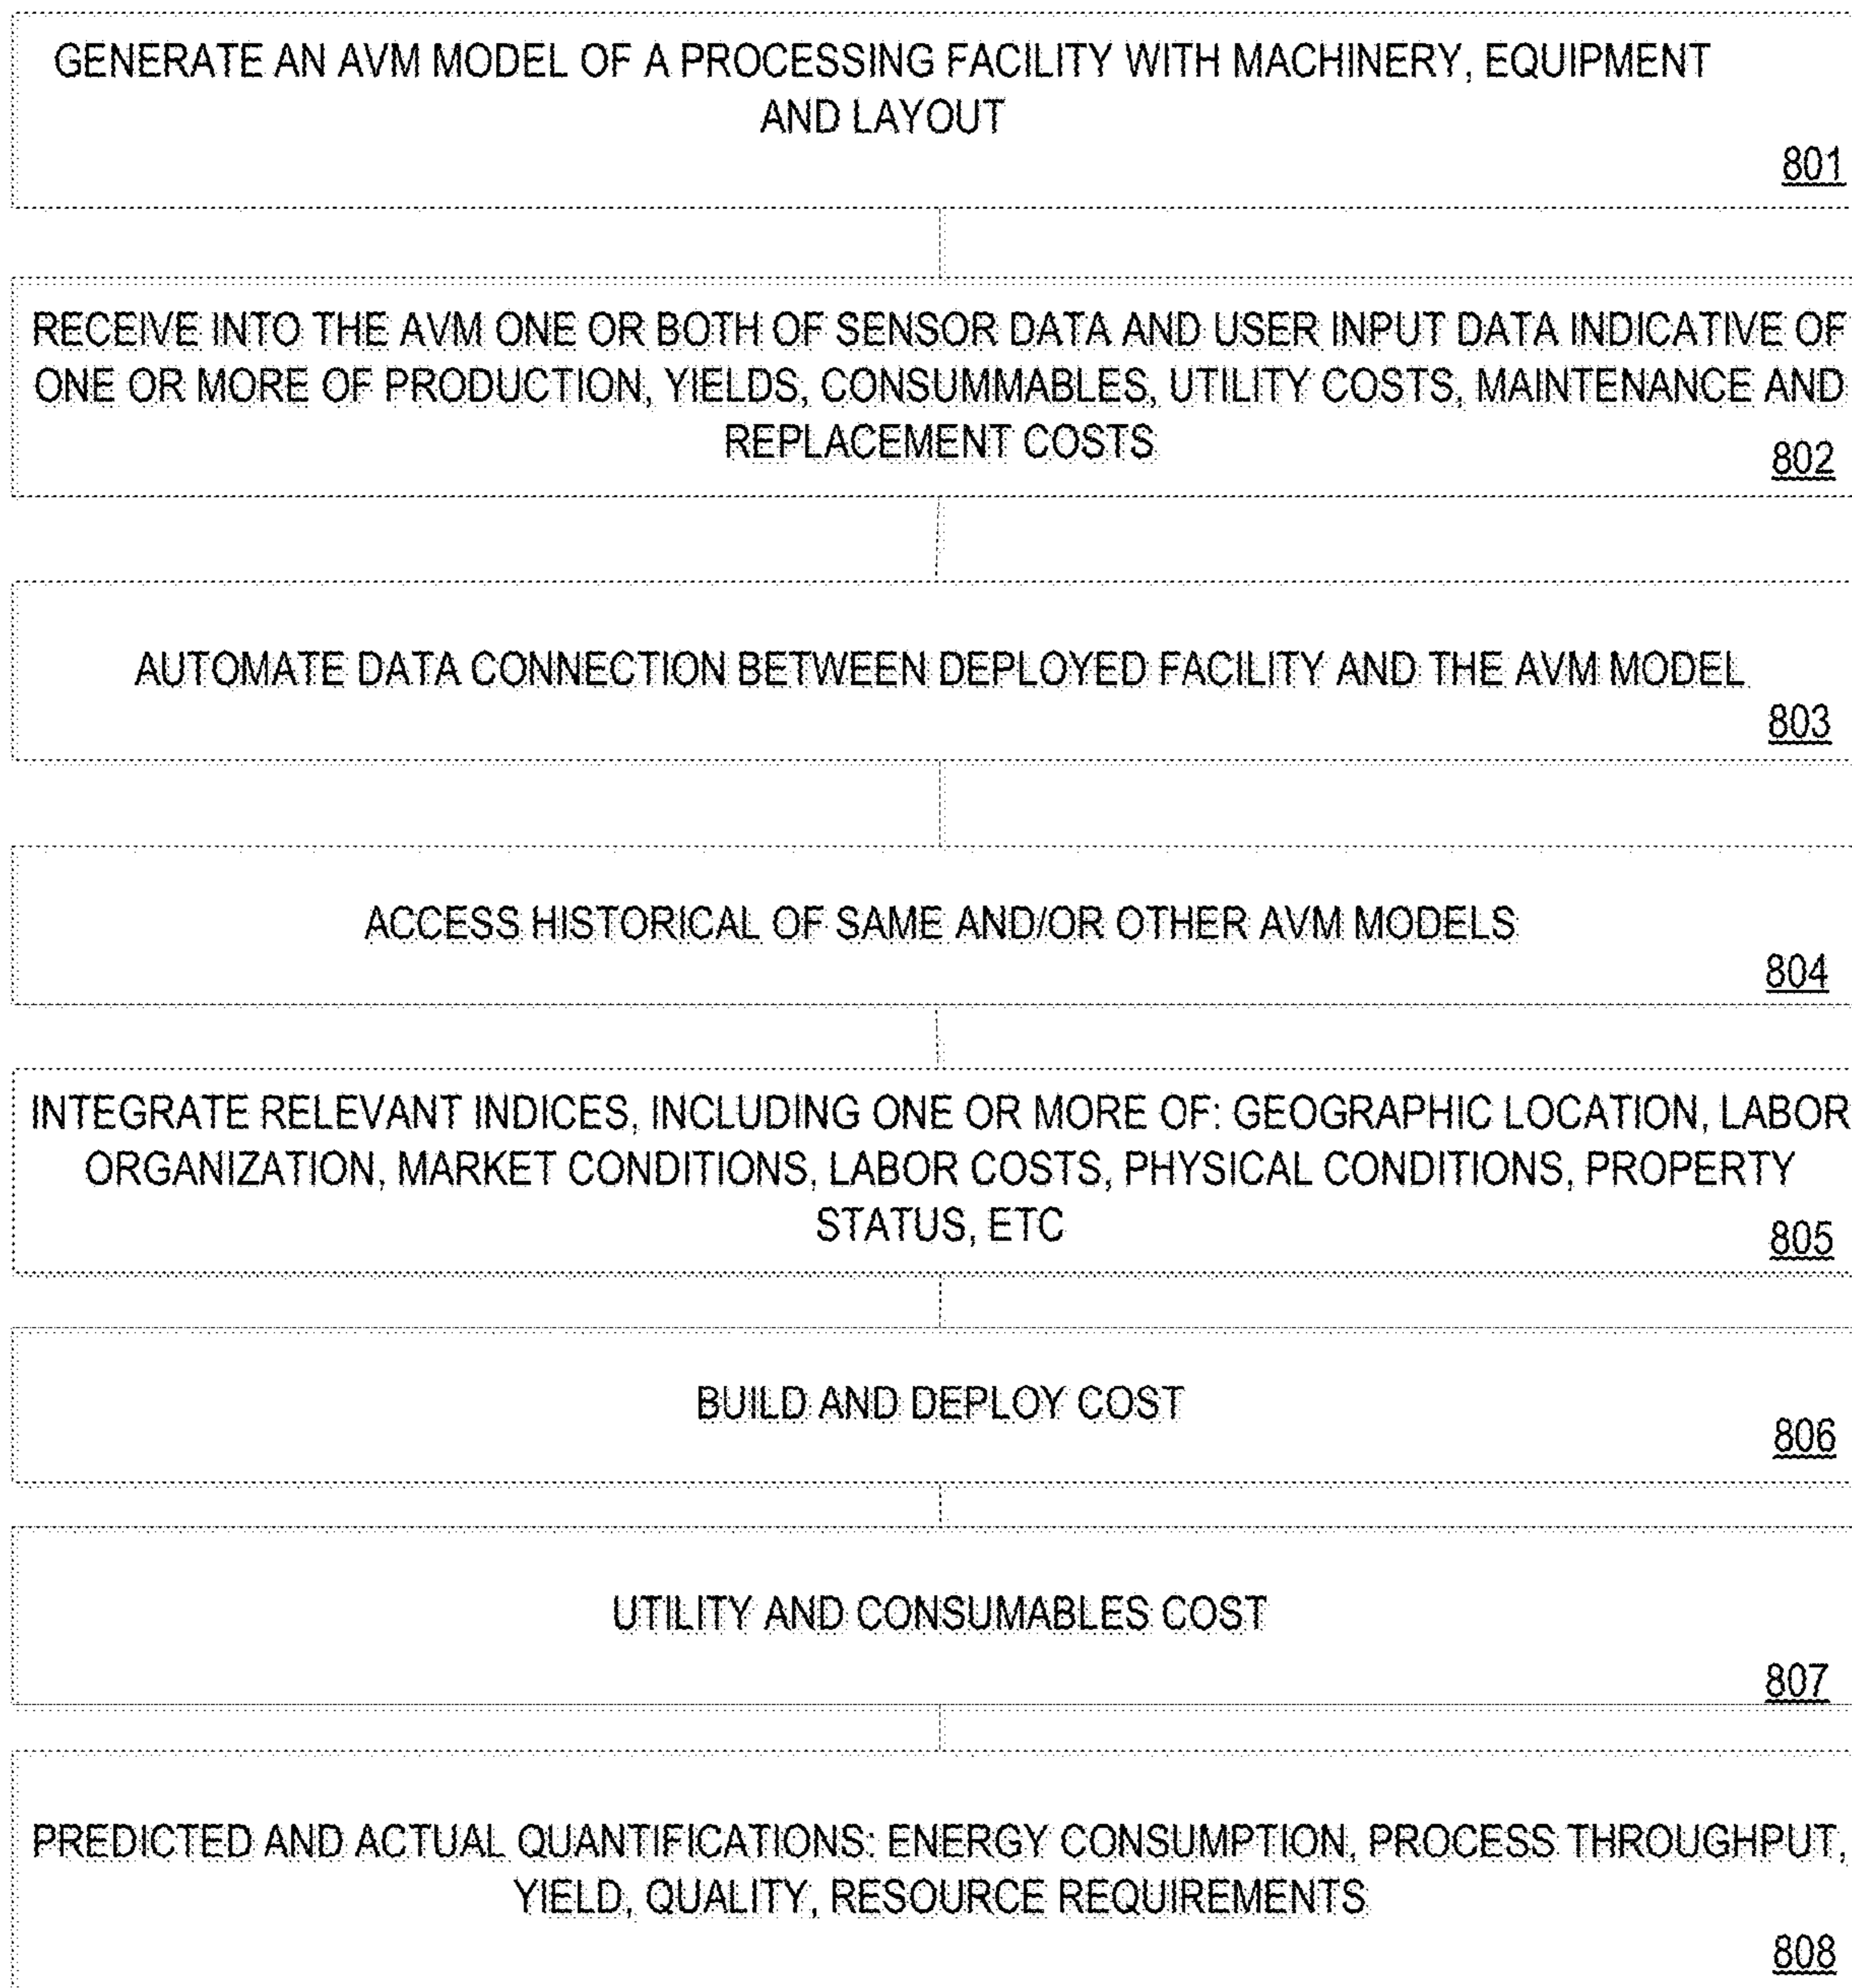 GENERATE AN AVM MODEL OF A PROCESSING FACILITY WITH MACHINERY, EQUIPMENT
AND LAYOUT
801
RECEIVE INTO THE AVM ONE OR BOTH OF SENSOR DATA AND USER INPUT DATA INDICATIVE OF
ONE OR MORE OF PRODUCTION, YIELDS, CONSUMMABLES, UTILITY COSTS, MAINTENANCE AND
REPLACEMENT COSTS
802
AUTOMATE DATA CONNECTION BETWEEN DEPLOYED FACILITY AND THE AVM MODEL
803
ACCESS HISTORICAL OF SAME AND/OR OTHER AVM MODELS
804
INTEGRATE RELEVANT INDICES, INCLUDING ONE OR MORE OF: GEOGRAPHIC LOCATION, LABOR
ORGANIZATION, MARKET CONDITIONS, LABOR COSTS, PHYSICAL CONDITIONS, PROPERTY
STATUS, ETC
805
BUILD AND DEPLOY COST
806
UTILITY AND CONSUMABLES COST
807
PREDICTED AND ACTUAL QUANTIFICATIONS: ENERGY CONSUMPTION, PROCESS THROUGHPUT,
YIELD, QUALITY, RESOURCE REQUIREMENTS
808